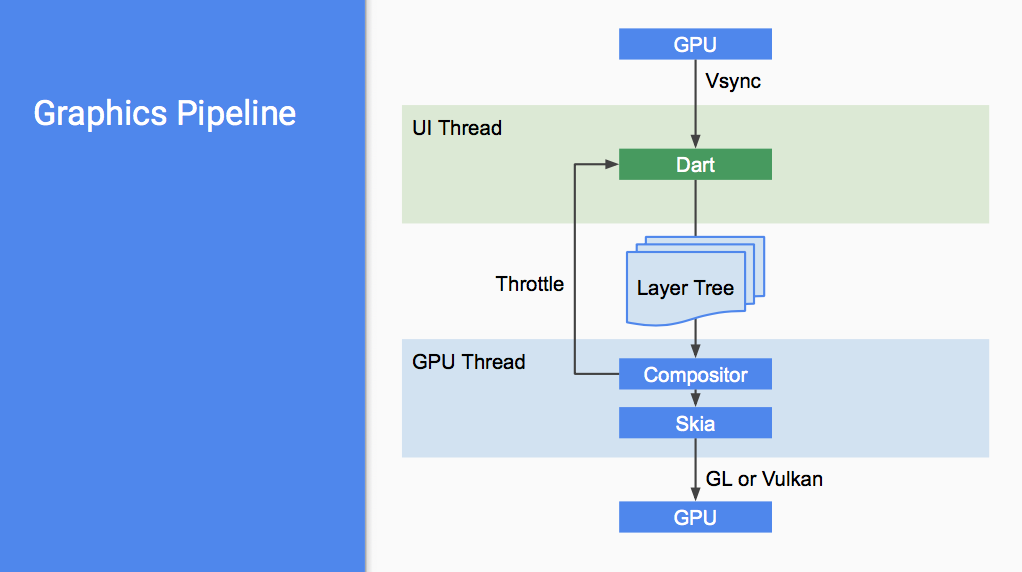 Graphics Pipeline
GPU
Vsync
UI Thread
Dart
Throttle
Layer Tree
GPU Thread
Compositor
Skia
GL or Vulkan
GPU